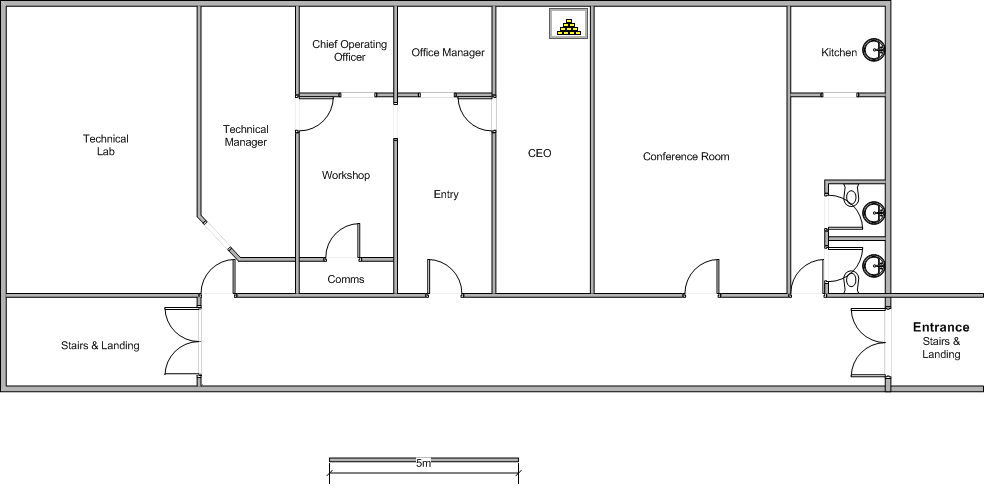 Chief Operating
Officer
Office Manager
Kitchen
Technical
Lab
Technical
Manager
CEO
Conference Room
Workshop
Entry
Comms
Stairs & Landing
Entrance
Stairs &
Landing
5m